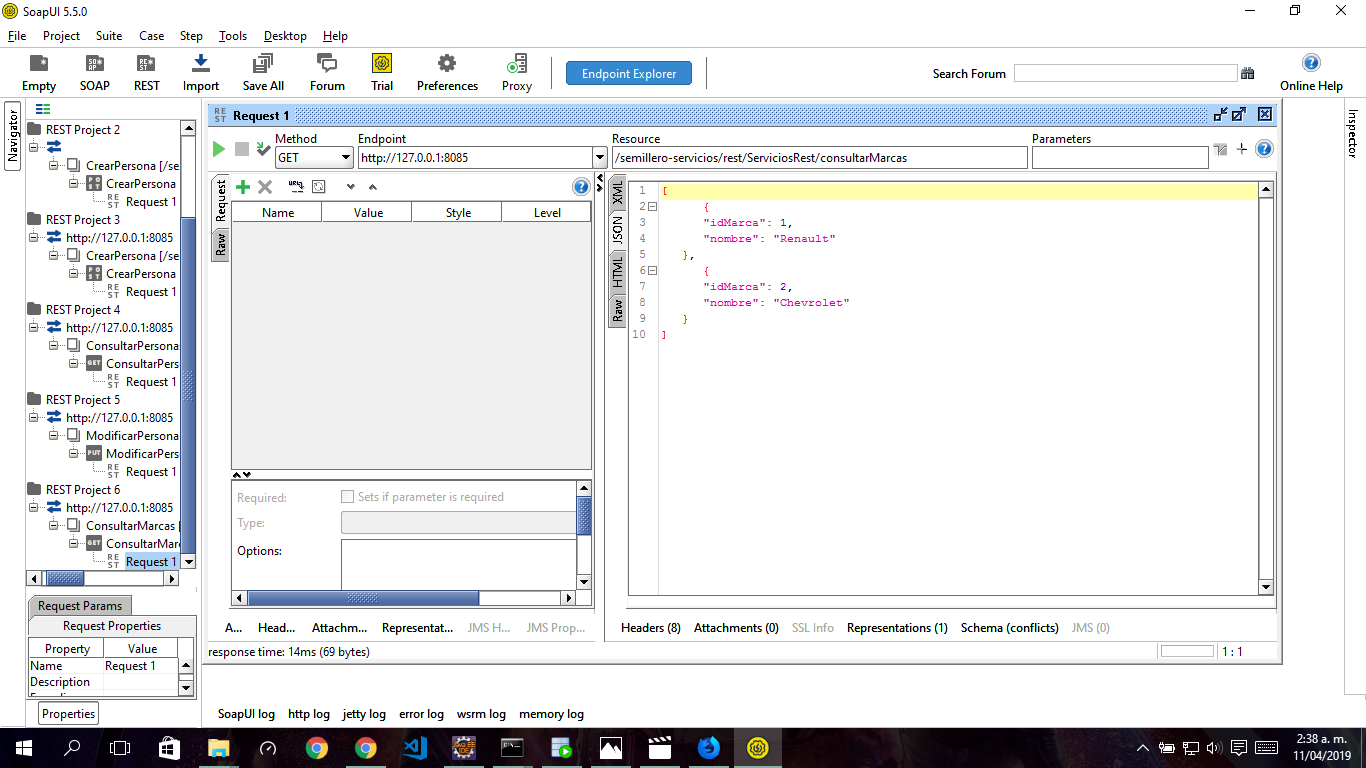 SoapUI 5.5.0
File Project Suite Case Step Tools Desktop Help
Empty SOAP REST Import Save All Forum Trial Preferences Proxy Endpoint Explorer Search Forum Online Help
Navigator
REST Project 2
CrearPersona [/se
CrearPersona
Request 1
REST Project 3
http://127.0.0.1:8085
CrearPersona [/se
CrearPersona
Request 1
REST Project 4
http://127.0.0.1:8085
ConsultarPersona
ConsultarPers
Request 1
REST Project 5
http://127.0.0.1:8085
ModificarPersona
ModificarPers
Request 1
REST Project 6
http://127.0.0.1:8085
ConsultarMarcas [
ConsultarMar
Request 1
Request Params
Request Properties
Property Value
Name Request 1
Description
Properties
Request 1
Method Endpoint Resource Parameters
GET http://127.0.0.1:8085 /semillero-servicios/rest/ServiciosRest/consultarMarcas
Request
Raw
Name Value Style Level
Required: Sets if parameter is required
Type:
Options:
A... Head... Attachm... Representat... JMS H... JMS Prop...
XML
JSON
HTML
Raw
1 [
2 {
3 "idMarca": 1,
4 "nombre": "Renault"
5 },
6 {
7 "idMarca": 2,
8 "nombre": "Chevrolet"
9 }
10 ]
Headers (8) Attachments (0) SSL Info Representations (1) Schema (conflicts) JMS (0)
response time: 14ms (69 bytes) 1 : 1
Inspector
SoapUI log http log jetty log error log wsrm log memory log
2:38 a. m.
11/04/2019